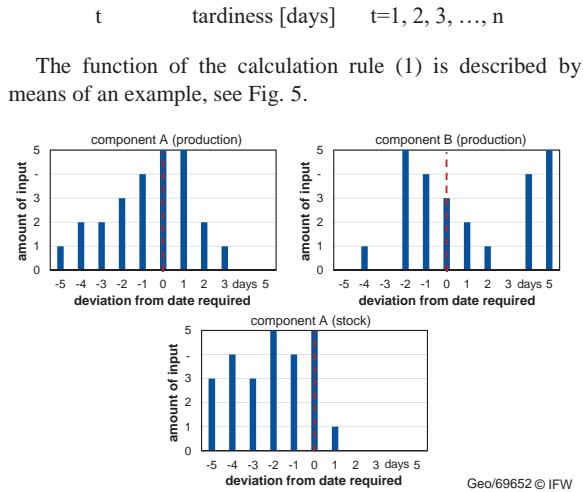 t tardiness [days] t=1, 2, 3, …, n
The function of the calculation rule (1) is described by
means of an example, see Fig. 5.
component A (production)
amount of input
5
-
3
2
1
0
-5 -4 -3 -2 -1 0 1 2 3 days 5
deviation from date required
component B (production)
amount of input
5
-
3
2
1
0
-5 -4 -3 -2 -1 0 1 2 3 days 5
deviation from date required
component A (stock)
amount of input
5
-
3
2
1
0
-5 -4 -3 -2 -1 0 1 2 3 days 5
deviation from date required
Geo/69652 © IFW